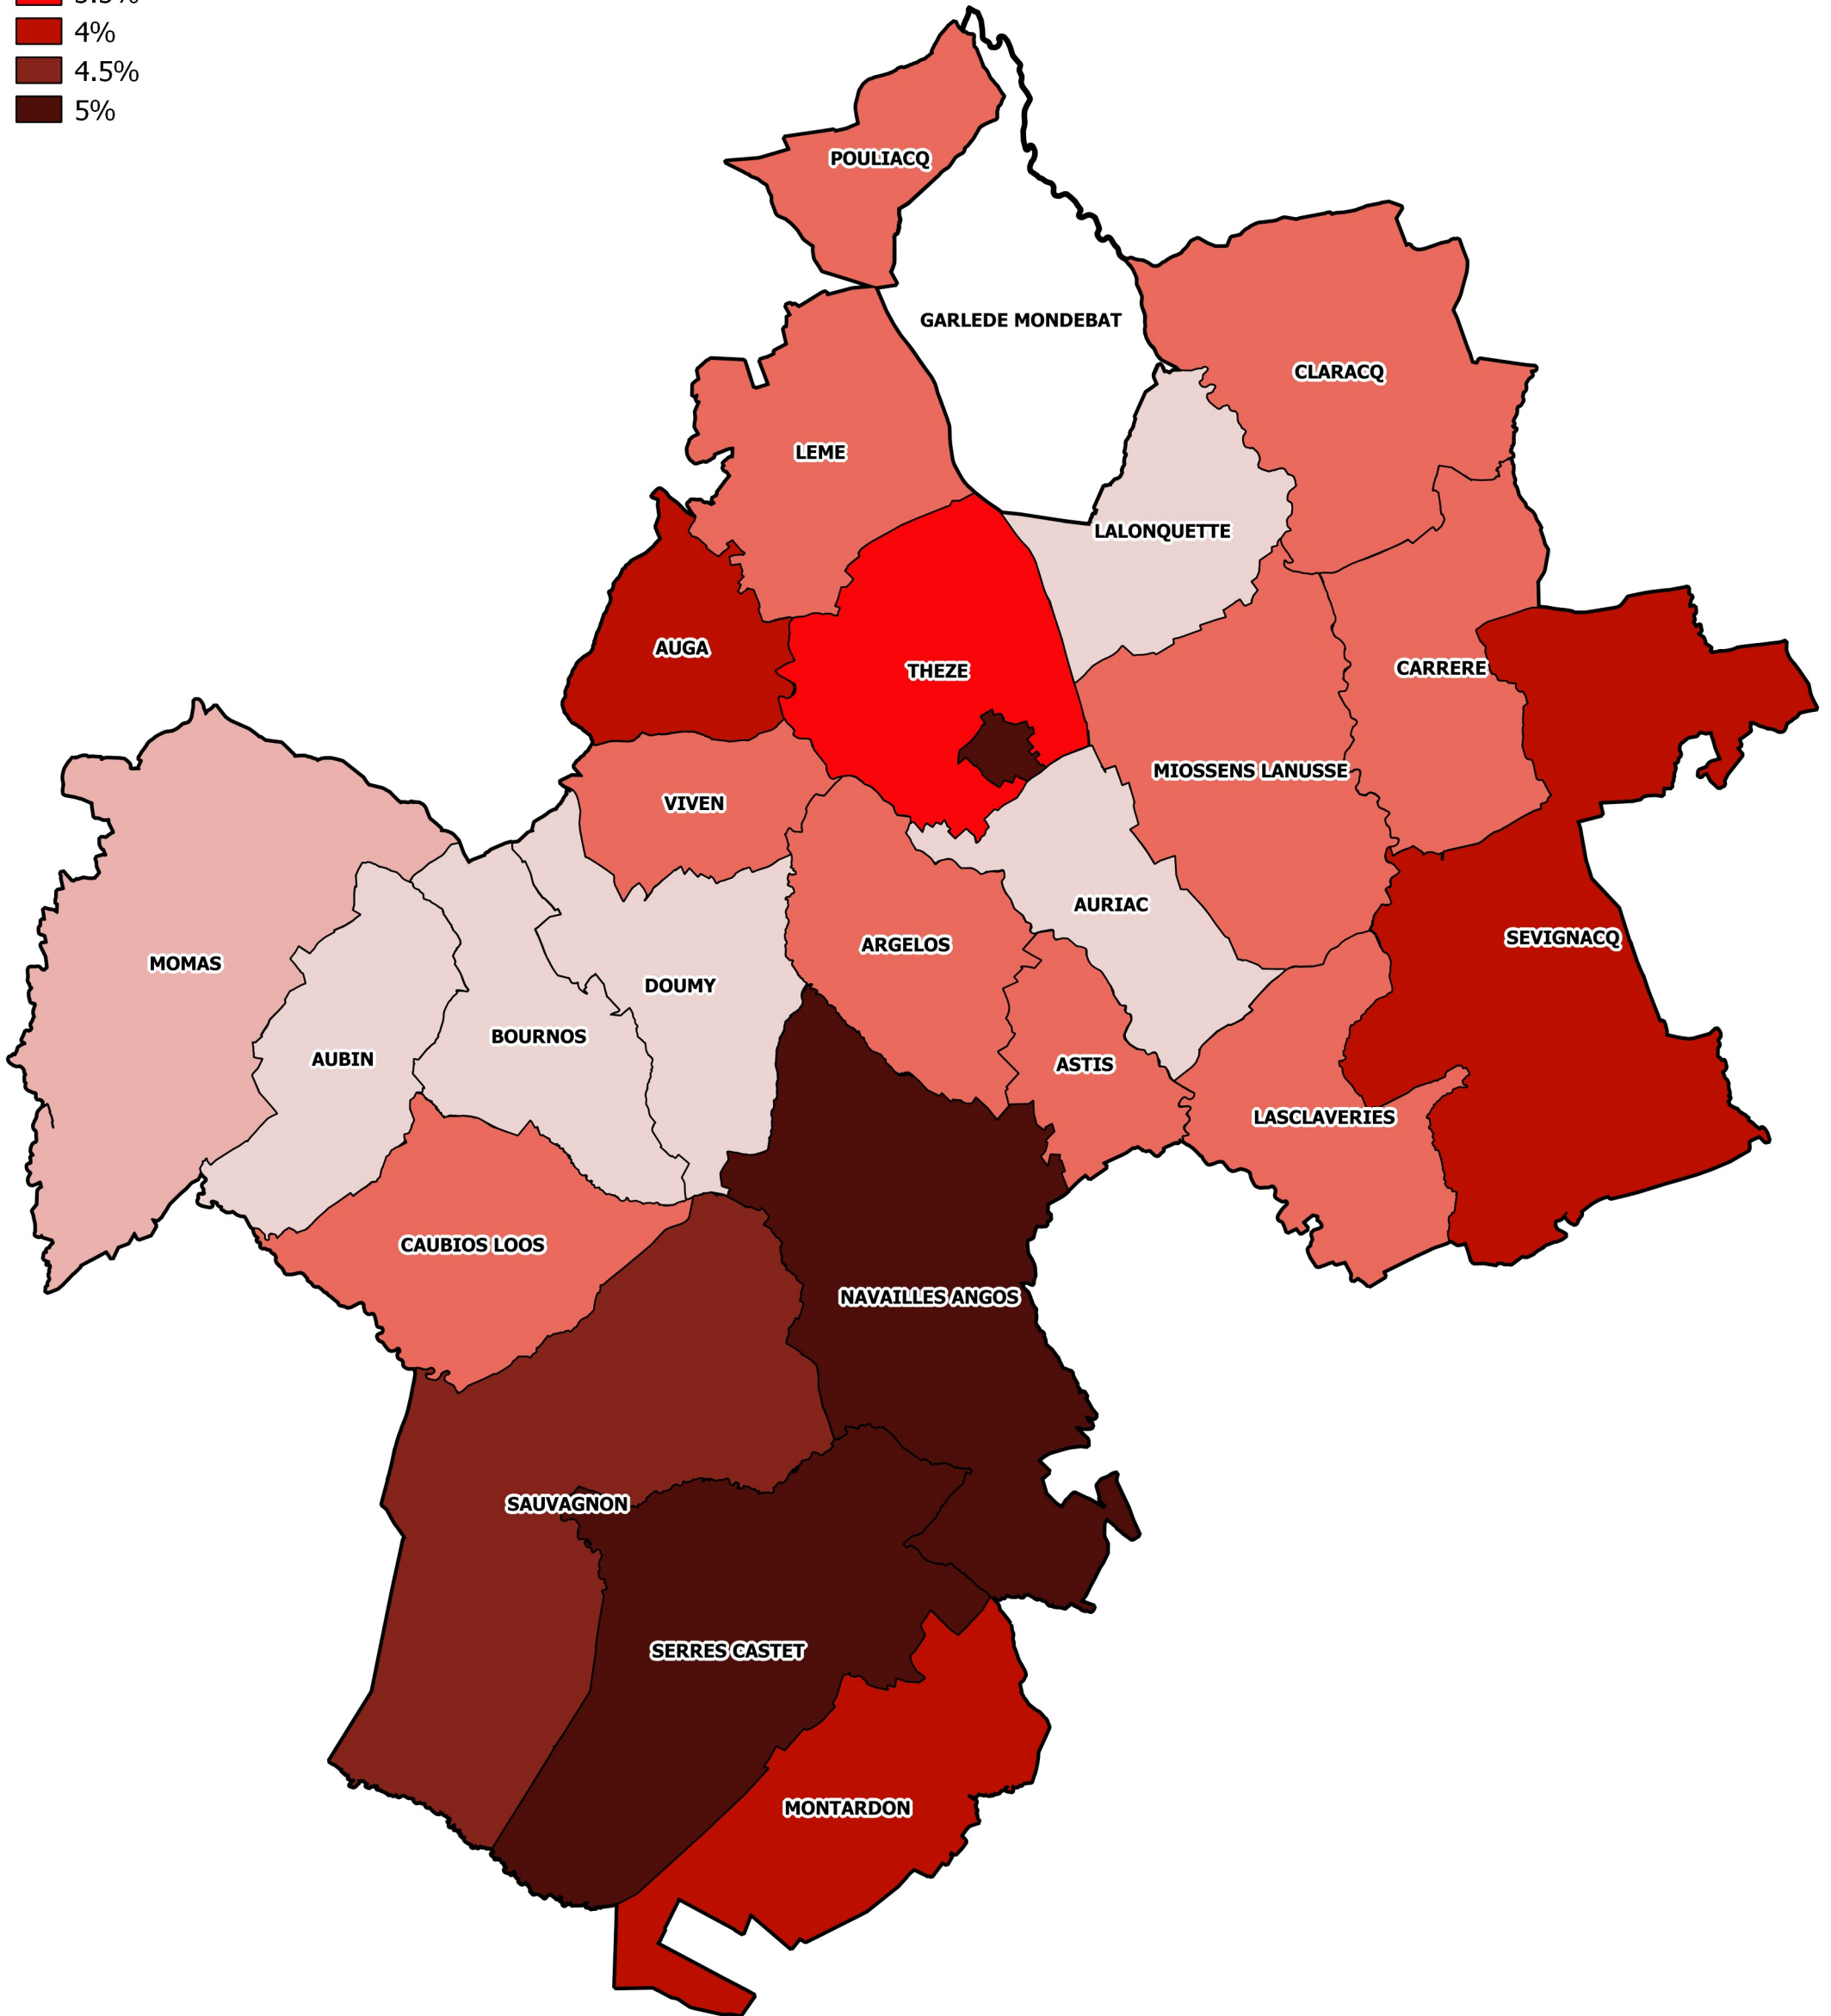 4%
4.5%
5%
POULIACQ
GARLEDE MONDEBAT
CLARACQ
LEME
LALONQUETTE
AUGA
THEZE
CARRERE
MIOSSENS LANUSSE
VIVEN
AURIAC
SEVIGNACQ
ARGELOS
MOMAS
DOUMY
BOURNOS
AUBIN
ASTIS
LASCLAVERIES
CAUBIOS LOOS
NAVAILLES ANGOS
SAUVAGNON
SERRES CASTET
MONTARDON